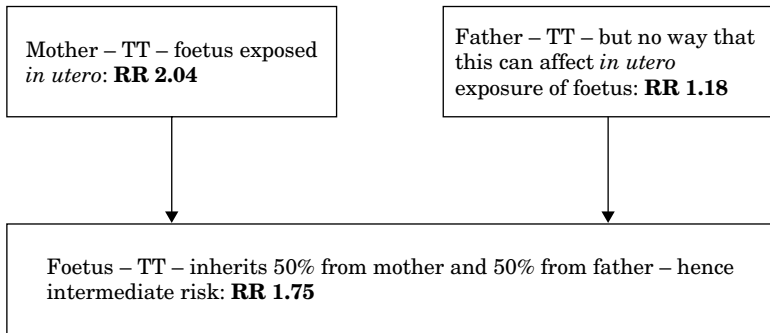 Mother – TT – foetus exposed
in utero: RR 2.04
Father – TT – but no way that
this can affect in utero
exposure of foetus: RR 1.18
Foetus – TT – inherits 50% from mother and 50% from father – hence
intermediate risk: RR 1.75